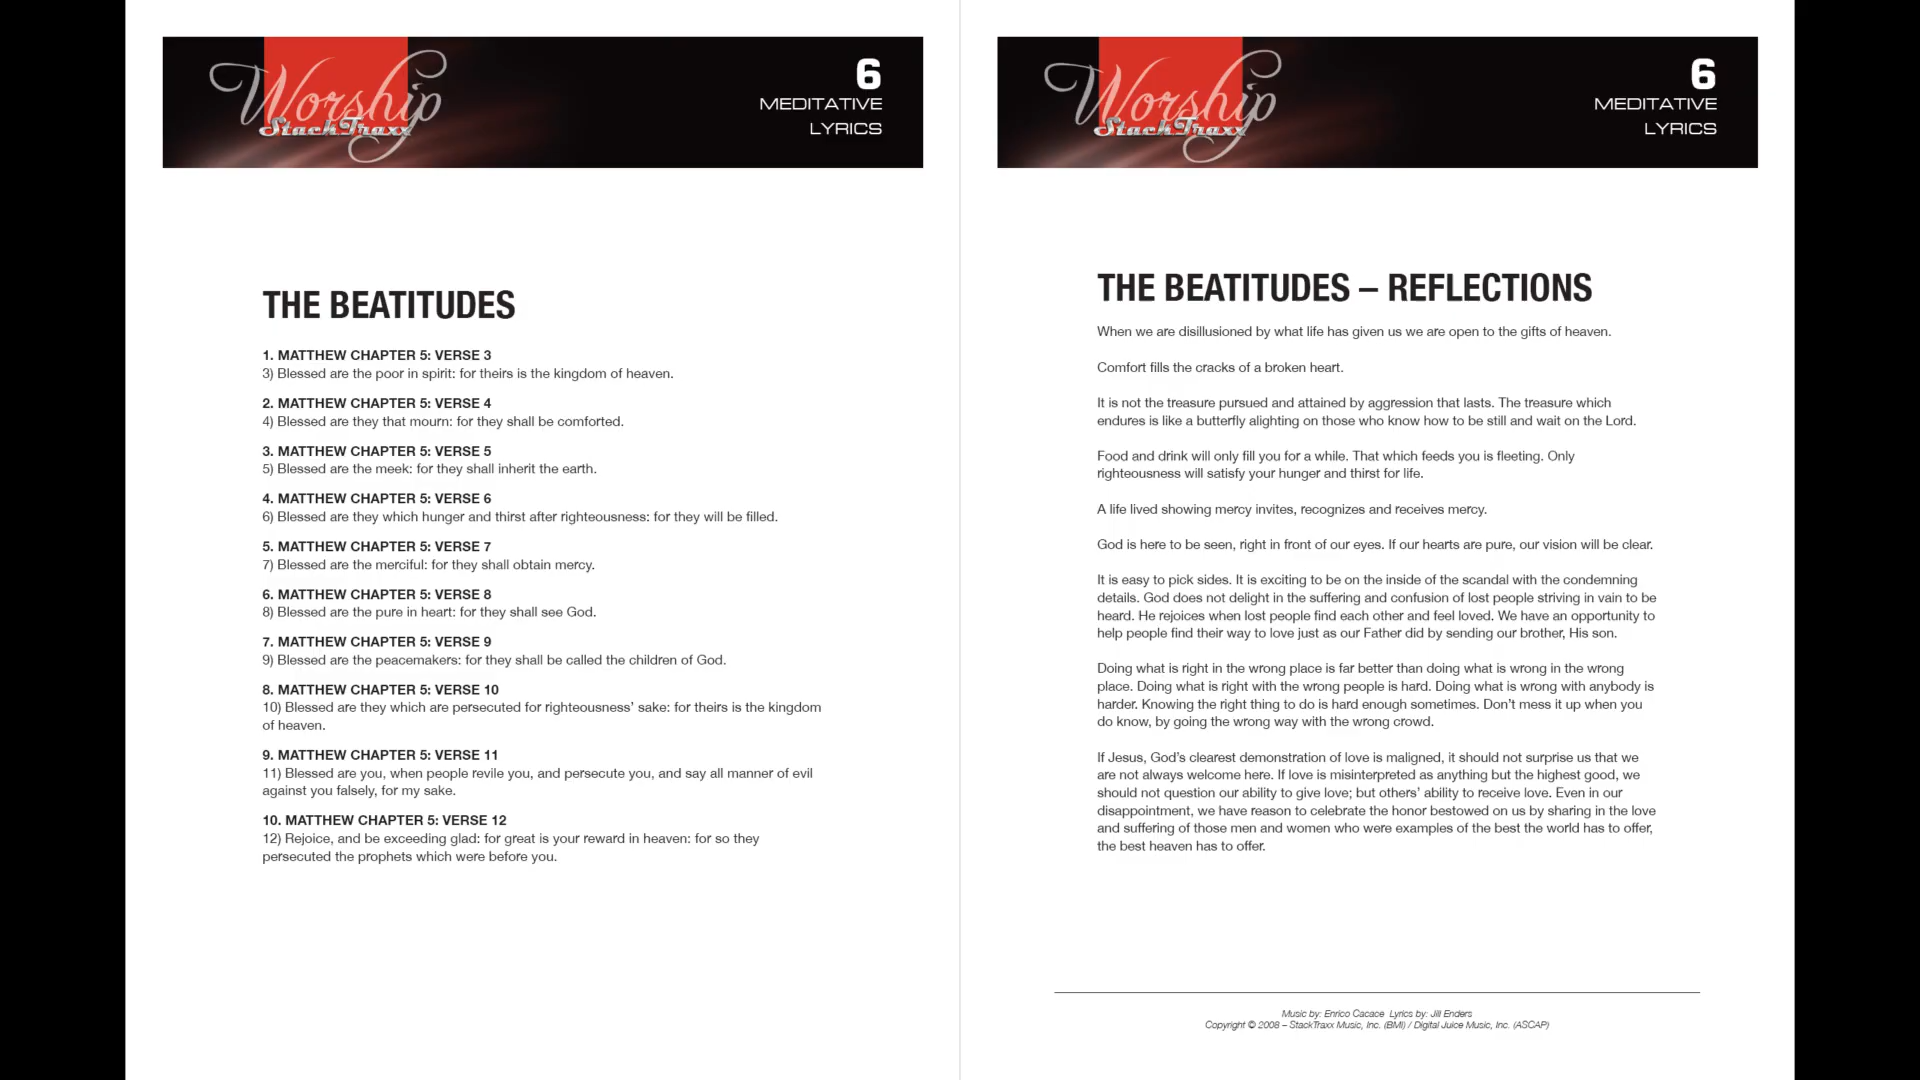 Worship
StackTraxx
6
MEDITATIVE
LYRICS
THE BEATITUDES
1. MATTHEW CHAPTER 5: VERSE 3
3) Blessed are the poor in spirit: for theirs is the kingdom of heaven.
2. MATTHEW CHAPTER 5: VERSE 4
4) Blessed are they that mourn: for they shall be comforted.
3. MATTHEW CHAPTER 5: VERSE 5
5) Blessed are the meek: for they shall inherit the earth.
4. MATTHEW CHAPTER 5: VERSE 6
6) Blessed are they which hunger and thirst after righteousness: for they will be filled.
5. MATTHEW CHAPTER 5: VERSE 7
7) Blessed are the merciful: for they shall obtain mercy.
6. MATTHEW CHAPTER 5: VERSE 8
8) Blessed are the pure in heart: for they shall see God.
7. MATTHEW CHAPTER 5: VERSE 9
9) Blessed are the peacemakers: for they shall be called the children of God.
8. MATTHEW CHAPTER 5: VERSE 10
10) Blessed are they which are persecuted for righteousness’ sake: for theirs is the kingdom
of heaven.
9. MATTHEW CHAPTER 5: VERSE 11
11) Blessed are you, when people revile you, and persecute you, and say all manner of evil
against you falsely, for my sake.
10. MATTHEW CHAPTER 5: VERSE 12
12) Rejoice, and be exceeding glad: for great is your reward in heaven: for so they
persecuted the prophets which were before you.
Worship
StackTraxx
6
MEDITATIVE
LYRICS
THE BEATITUDES – REFLECTIONS
When we are disillusioned by what life has given us we are open to the gifts of heaven.
Comfort fills the cracks of a broken heart.
It is not the treasure pursued and attained by aggression that lasts. The treasure which
endures is like a butterfly alighting on those who know how to be still and wait on the Lord.
Food and drink will only fill you for a while. That which feeds you is fleeting. Only
righteousness will satisfy your hunger and thirst for life.
A life lived showing mercy invites, recognizes and receives mercy.
God is here to be seen, right in front of our eyes. If our hearts are pure, our vision will be clear.
It is easy to pick sides. It is exciting to be on the inside of the scandal with the condemning
details. God does not delight in the suffering and confusion of lost people striving in vain to be
heard. He rejoices when lost people find each other and feel loved. We have an opportunity to
help people find their way to love just as our Father did by sending our brother, His son.
Doing what is right in the wrong place is far better than doing what is wrong in the wrong
place. Doing what is right with the wrong people is hard. Doing what is wrong with anybody is
harder. Knowing the right thing to do is hard enough sometimes. Don’t mess it up when you
do know, by going the wrong way with the wrong crowd.
If Jesus, God’s clearest demonstration of love is maligned, it should not surprise us that we
are not always welcome here. If love is misinterpreted as anything but the highest good, we
should not question our ability to give love; but others’ ability to receive love. Even in our
disappointment, we have reason to celebrate the honor bestowed on us by sharing in the love
and suffering of those men and women who were examples of the best the world has to offer,
the best heaven has to offer.
Music by: Enrico Cacace Lyrics by: Jill Enders
Copyright © 2008 – StackTraxx Music, Inc. (BMI) / Digital Juice Music, Inc. (ASCAP)